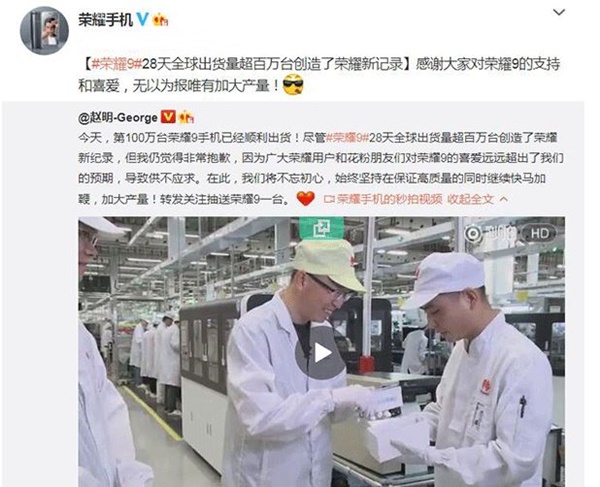 荣耀手机
【#荣耀9#28天全球出货量超百万台创造了荣耀新记录】感谢大家对荣耀9的支持
和喜爱，无以为报唯有加大产量！
@赵明-George
今天，第100万台荣耀9手机已经顺利出货！尽管#荣耀9#28天全球出货量超百万台创造了荣耀
新纪录，但我仍觉得非常抱歉，因为广大荣耀用户和花粉朋友们对荣耀9的喜爱远远超出了我们
的预期，导致供不应求。在此，我们将不忘初心，始终坚持在保证高质量的同时继续快马加
鞭，加大产量！转发关注抽送荣耀9一台。 荣耀手机的秒拍视频 收起全文
HD